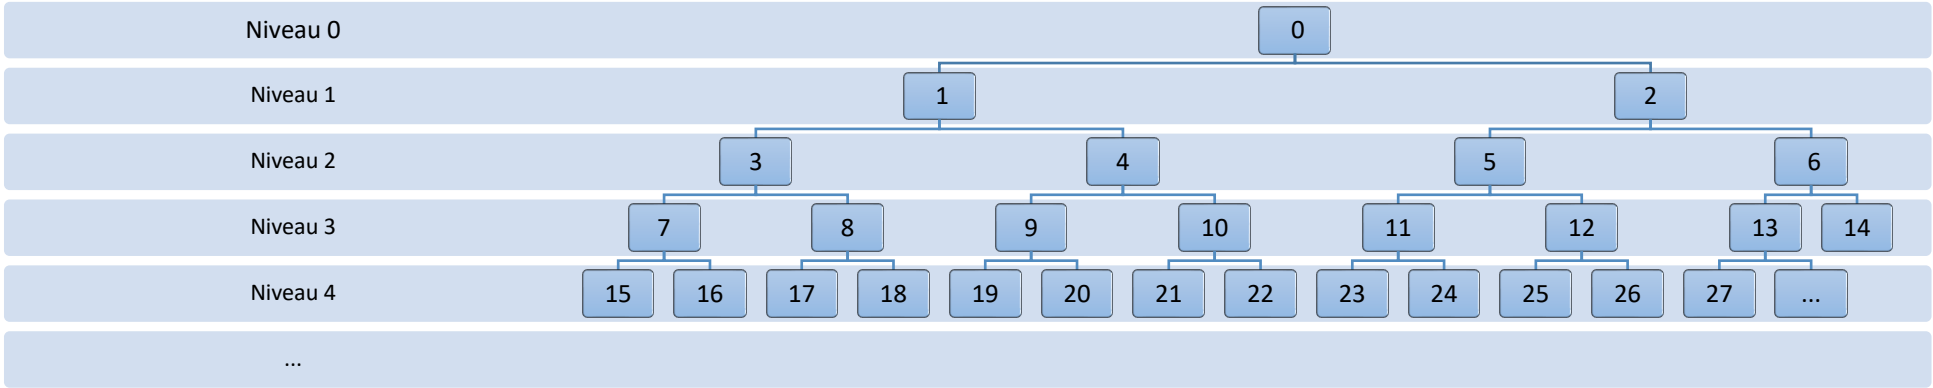 Niveau 0 0
Niveau 1 1 2
Niveau 2 3 4 5 6
Niveau 3 7 8 9 10 11 12 13 14
Niveau 4 15 16 17 18 19 20 21 22 23 24 25 26 27 ...
...